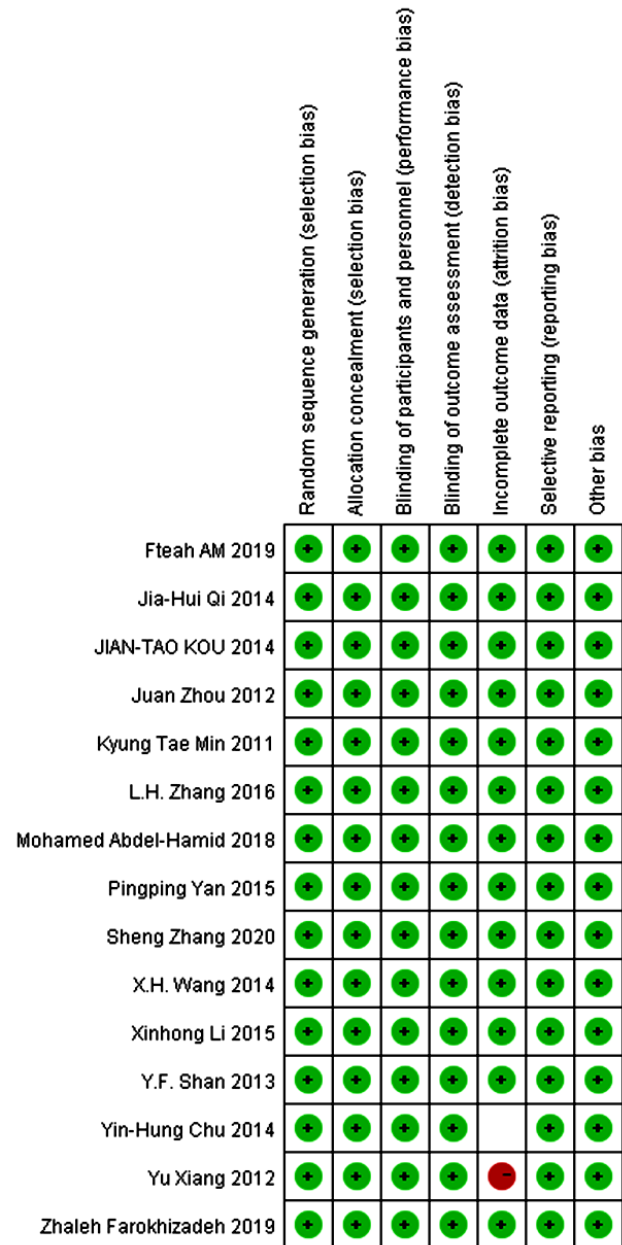 Random sequence generation (selection bias)
Allocation concealment (selection bias)
Blinding of participants and personnel (performance bias)
Blinding of outcome assessment (detection bias)
Incomplete outcome data (attrition bias)
Selective reporting (reporting bias)
Other bias
Fteah AM 2019 + + + + + + +
Jia-Hui Qi 2014 + + + + + + +
JIAN-TAO KOU 2014 + + + + + + +
Juan Zhou 2012 + + + + + + +
Kyung Tae Min 2011 + + + + + + +
L.H. Zhang 2016 + + + + + + +
Mohamed Abdel-Hamid 2018 + + + + + + +
Pingping Yan 2015 + + + + + + +
Sheng Zhang 2020 + + + + + + +
X.H. Wang 2014 + + + + + + +
Xinhong Li 2015 + + + + + + +
Y.F. Shan 2013 + + + + + + +
Yin-Hung Chu 2014 + + + + + +
Yu Xiang 2012 + + + + - + +
Zhaleh Farokhizadeh 2019 + + + + + + +